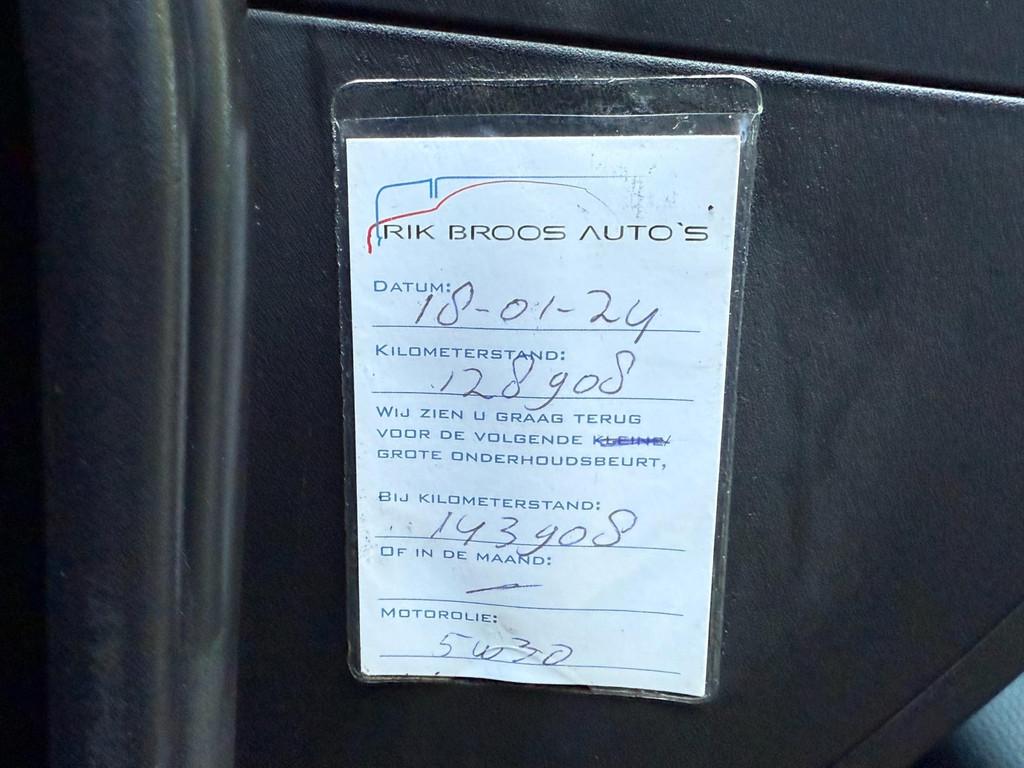 RIK BROOS AUTO`S
DATUM: 18-01-24
KILOMETERSTAND:
128908
WIJ ZIEN U GRAAG TERUG
VOOR DE VOLGENDE KLEINE/
GROTE ONDERHOUDSBEURT,
BIJ KILOMETERSTAND:
143908
OF IN DE MAAND:
—
MOTOROLIE:
5w30